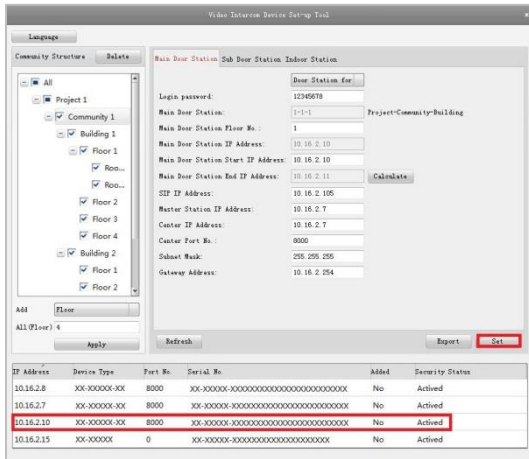 Video Intercom Device Set-up Tool
Language
Community Structure Delete
All
Project 1
Community 1
Building 1
Floor 1
Roo...
Roo...
Floor 2
Floor 3
Floor 4
Building 2
Floor 1
Floor 2
Add Floor
All(Floor) 4
Apply
Main Door Station Sub Door Station Indoor Station
Door Station for
Login password: 12345678
Main Door Station: 1-1-1 Project-Community-Building
Main Door Station Floor No.: 1
Main Door Station IP Address: 10.16.2.10
Main Door Station Start IP Address: 10.16.2.10
Main Door Station End IP Address: 10.16.2.11 Calculate
SIP IP Address: 10.16.2.105
Master Station IP Address: 10.16.2.7
Center IP Address: 10.16.2.7
Center Port No.: 8000
Subnet Mask: 255.255.255
Gateway Address: 10.16.2.254
Refresh Export Set
IP Address Device Type Port No. Serial No. Added Security Status
10.16.2.8 XX-XXXXX-XX 8000 XX-XXXXX-XXXXXXXXXXXXXXXXXXXXXXX No Actived
10.16.2.7 XX-XXXXX-XX 8000 XX-XXXXX-XXXXXXXXXXXXXXXXXXXXXXX No Actived
10.16.2.10 XX-XXXXX-XX 8000 XX-XXXXX-XXXXXXXXXXXXXXXXXXXXXXX No Actived
10.16.2.15 XX-XXXXX 0 XX-XXXXX-XXXXXXXXXXXXXXXXXXX No Actived